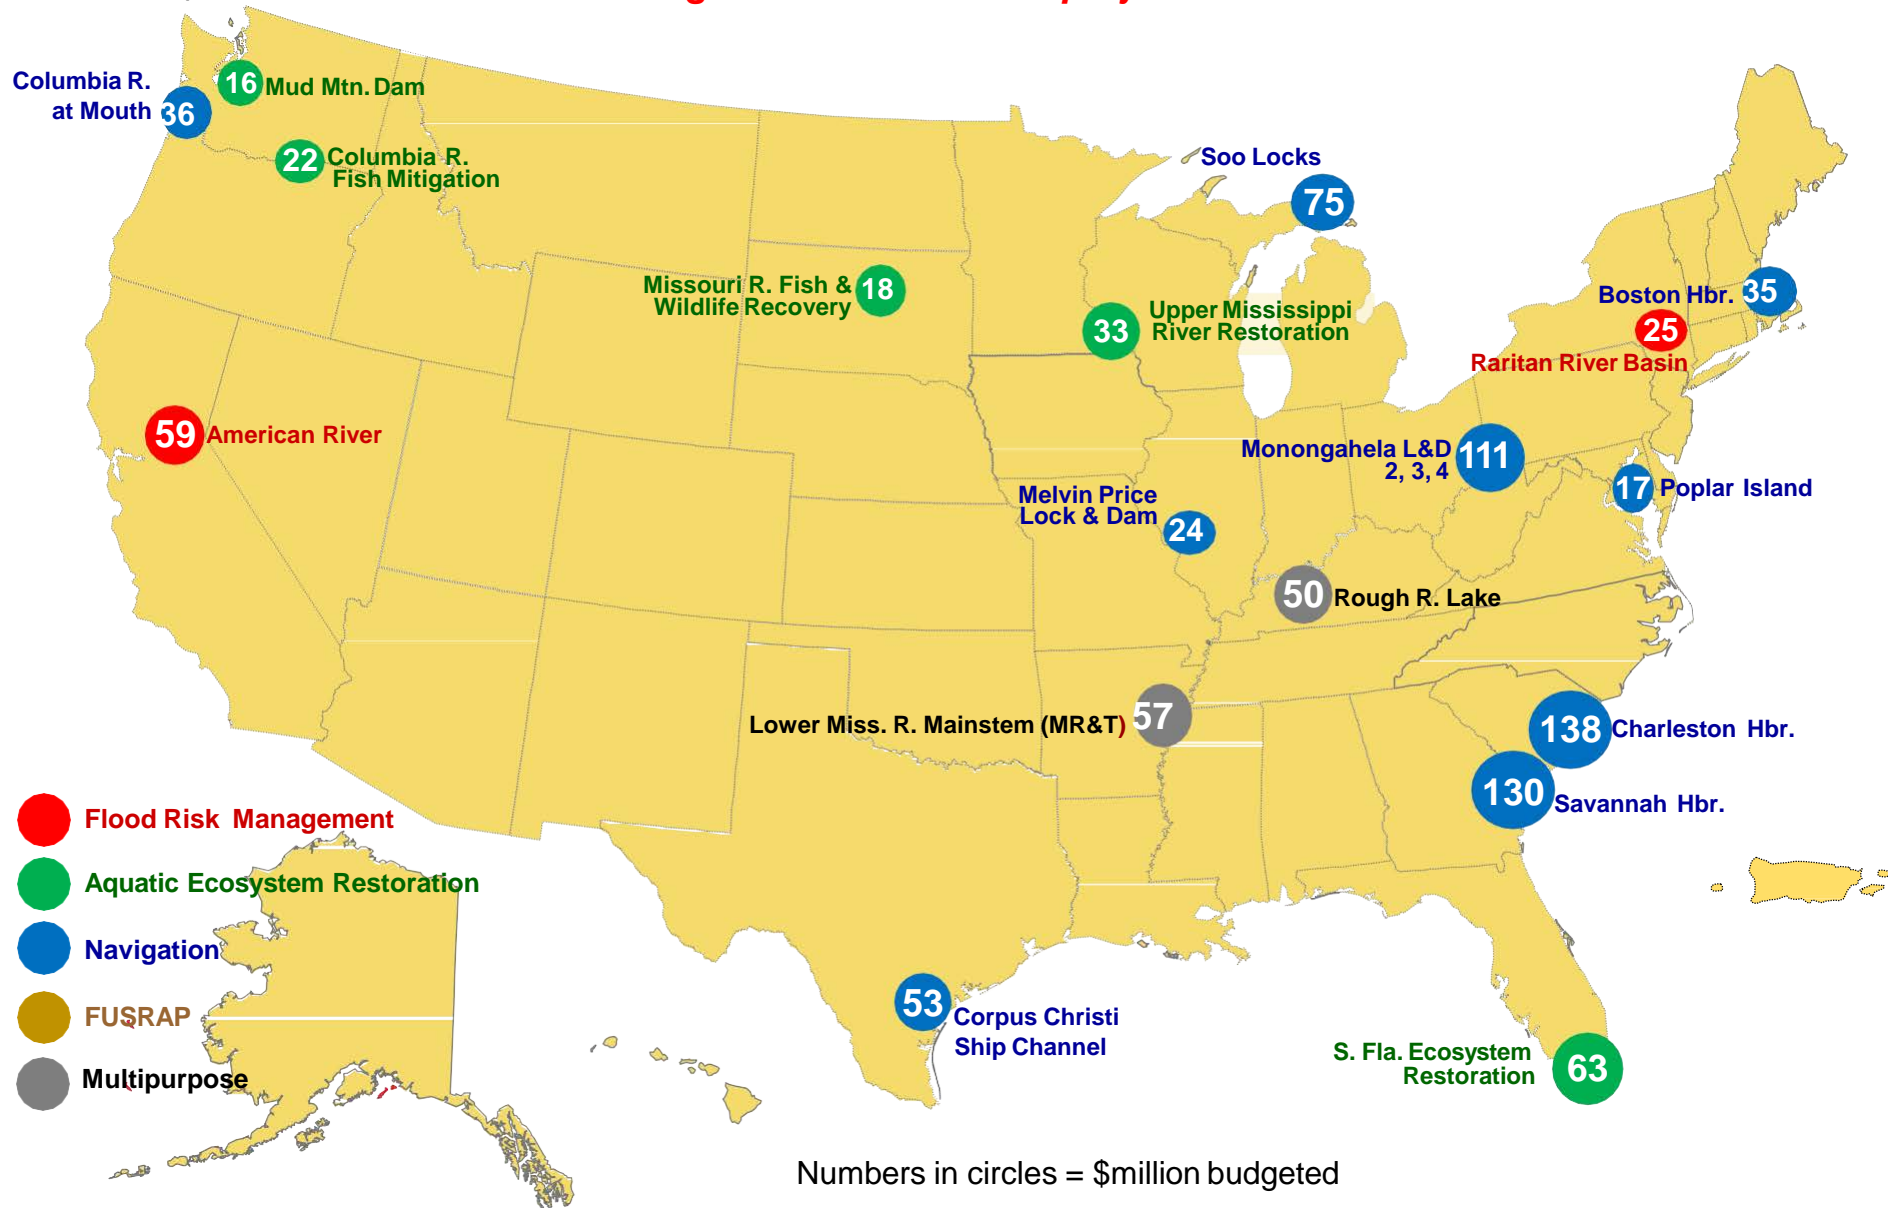 Columbia R.
at Mouth
36
16
Mud Mtn. Dam
22
Columbia R.
Fish Mitigation
Soo Locks
75
Missouri R. Fish &
Wildlife Recovery
18
33
Upper Mississippi
River Restoration
Boston Hbr.
35
25
Raritan River Basin
59
American River
Monongahela L&D
2, 3, 4
111
17
Poplar Island
Melvin Price
Lock & Dam
24
50
Rough R. Lake
Lower Miss. R. Mainstem (MR&T)
57
138
Charleston Hbr.
130
Savannah Hbr.
53
Corpus Christi
Ship Channel
S. Fla. Ecosystem
Restoration
63
Flood Risk Management
Aquatic Ecosystem Restoration
Navigation
FUSRAP
Multipurpose
Numbers in circles = $million budgeted